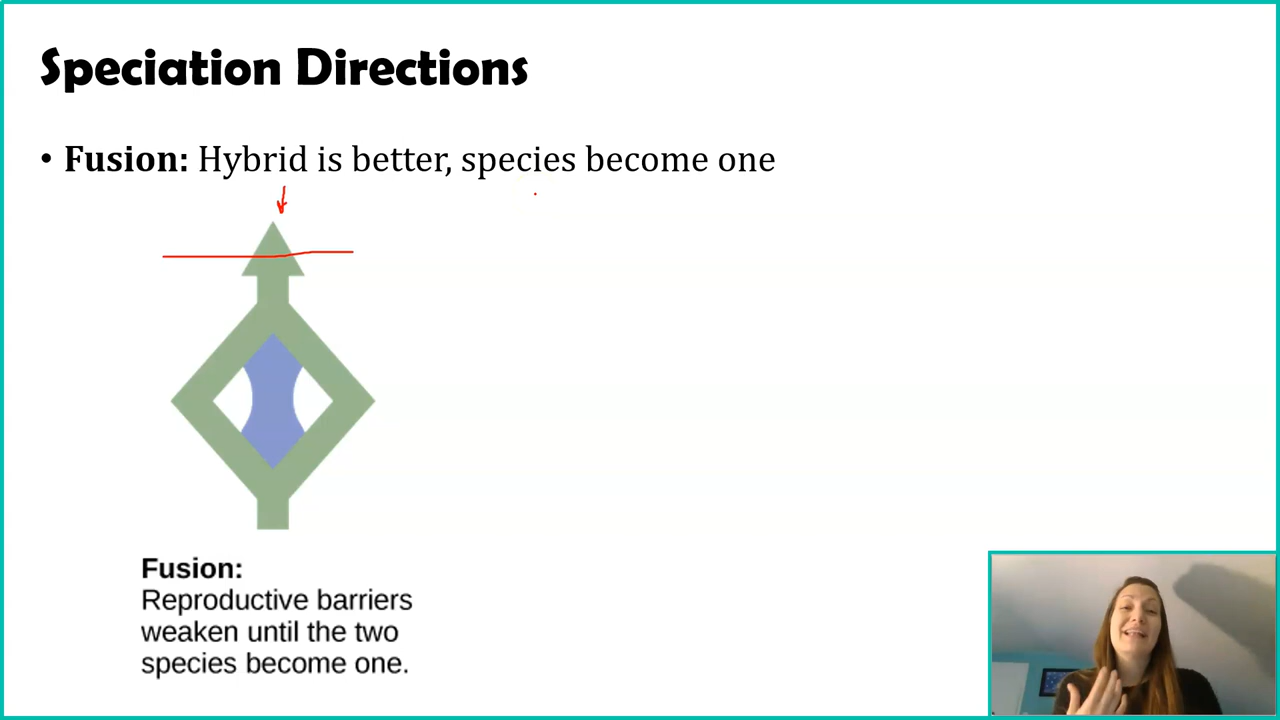 Speciation Directions
• Fusion: Hybrid is better, species become one
Fusion:
Reproductive barriers
weaken until the two
species become one.